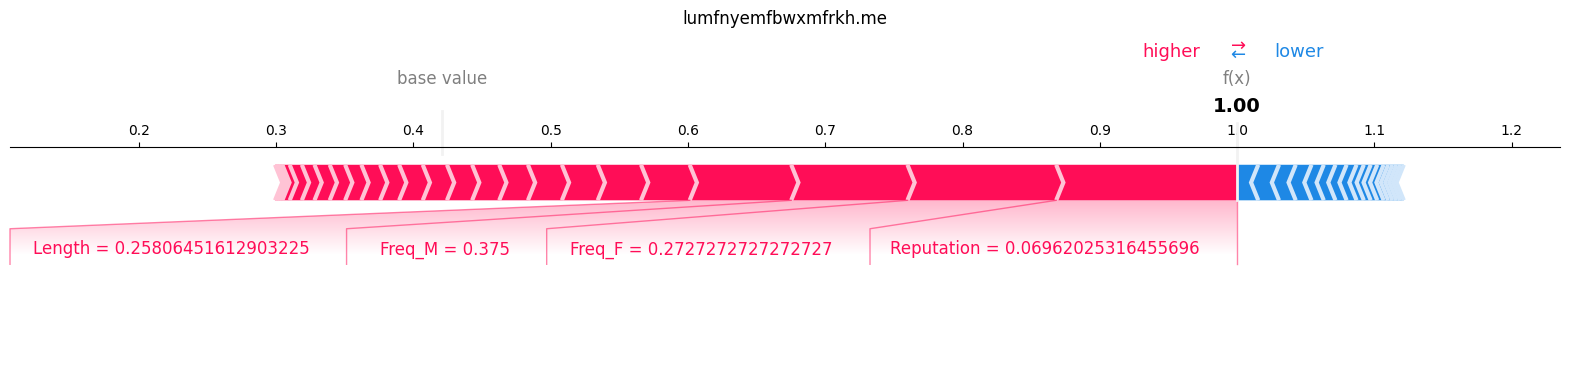 lumfnyemfbwxmfrkh.me
higher ⇄ lower
base value f(x)
1.00
0.2 0.3 0.4 0.5 0.6 0.7 0.8 0.9 1.0 1.1 1.2
Length = 0.25806451612903225 Freq_M = 0.375 Freq_F = 0.2727272727272727 Reputation = 0.06962025316455696